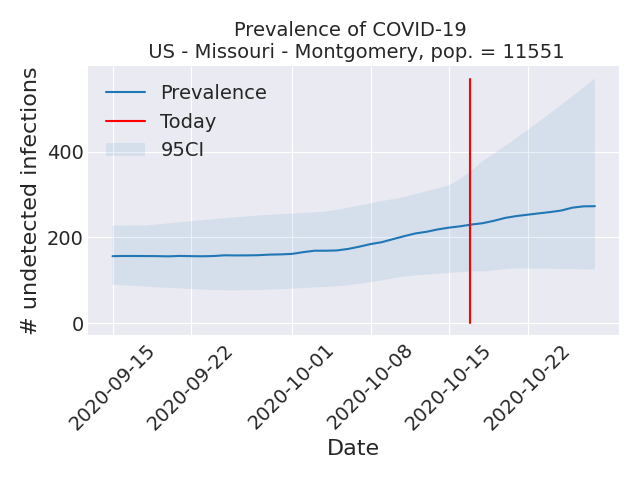 Prevalence of COVID-19
US - Missouri - Montgomery, pop. = 11551
Prevalence
Today
95CI
# undetected infections
400
200
0
2020-09-15
2020-09-22
2020-10-01
2020-10-08
2020-10-15
2020-10-22
Date